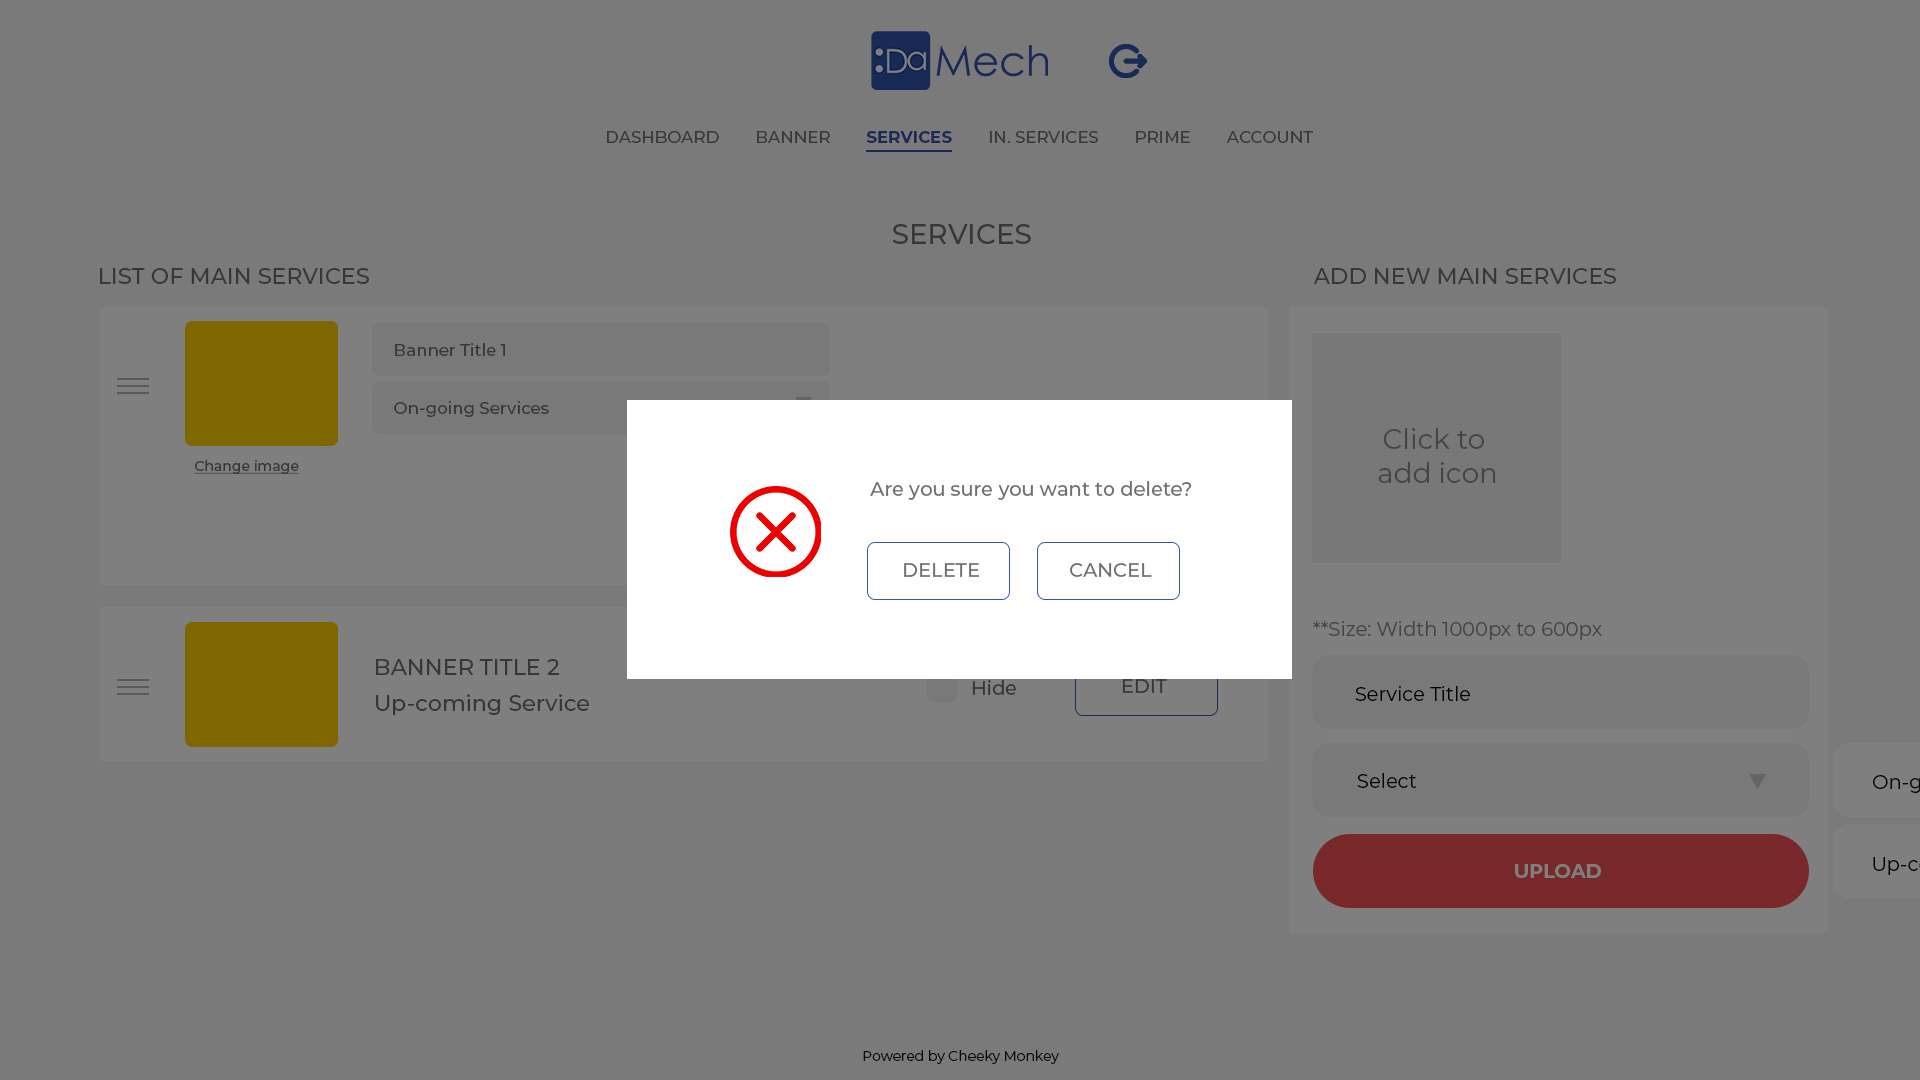 :Da Mech
DASHBOARD BANNER SERVICES IN. SERVICES PRIME ACCOUNT
SERVICES
LIST OF MAIN SERVICES
ADD NEW MAIN SERVICES
Banner Title 1
On-going Services
Change image
Click to
add icon
Are you sure you want to delete?
DELETE CANCEL
**Size: Width 1000px to 600px
BANNER TITLE 2
Up-coming Service
Hide
EDIT
Service Title
Select
UPLOAD
Powered by Cheeky Monkey